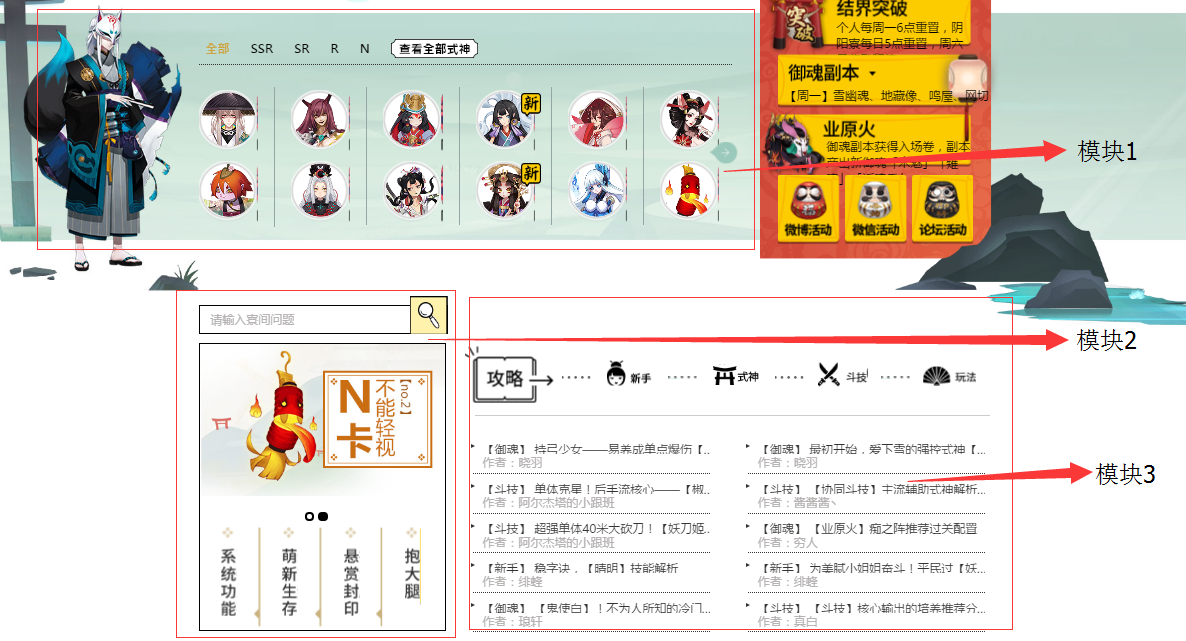 全部 SSR SR R N 查看全部式神
新
新
突破
结界突破
个人每周一6点重置，阴
阳寮每日5点重置，周六
御魂副本
【周一】雪幽魂、地藏像、鸣屋、网切
业原火
御魂副本获得入场卷，副本
微博活动 微信活动 论坛活动
模块1
请输入寮间问题
模块2
N卡
不能轻视
【no.2】
系统功能
萌新生存
悬赏封印
抱大腿
攻略 新手 式神 斗技 玩法
【御魂】 持弓少女——易养成单点爆伤【..
作者：晓羽
【斗技】 单体克星！后手流核心——【椒..
作者：阿尔杰塔的小跟班
【斗技】 超强单体40米大砍刀！【妖刀姬..
作者：阿尔杰塔的小跟班
【新手】 稳字诀，【晴明】技能解析
作者：绯峰
【御魂】 【鬼使白】！不为人所知的冷门...
作者：琅轩
【御魂】 最初开始，爱下雪的强控式神【...
作者：晓羽
【斗技】 【协同斗技】主流辅助式神解析...
作者：酱酱酱丶
【御魂】 【业原火】痴之阵推荐过关配置
作者：穷人
【新手】 为美腻小姐姐奋斗！平民过【妖...
作者：绯峰
【斗技】 【斗技】核心输出的培养推荐分...
作者：真白
模块3